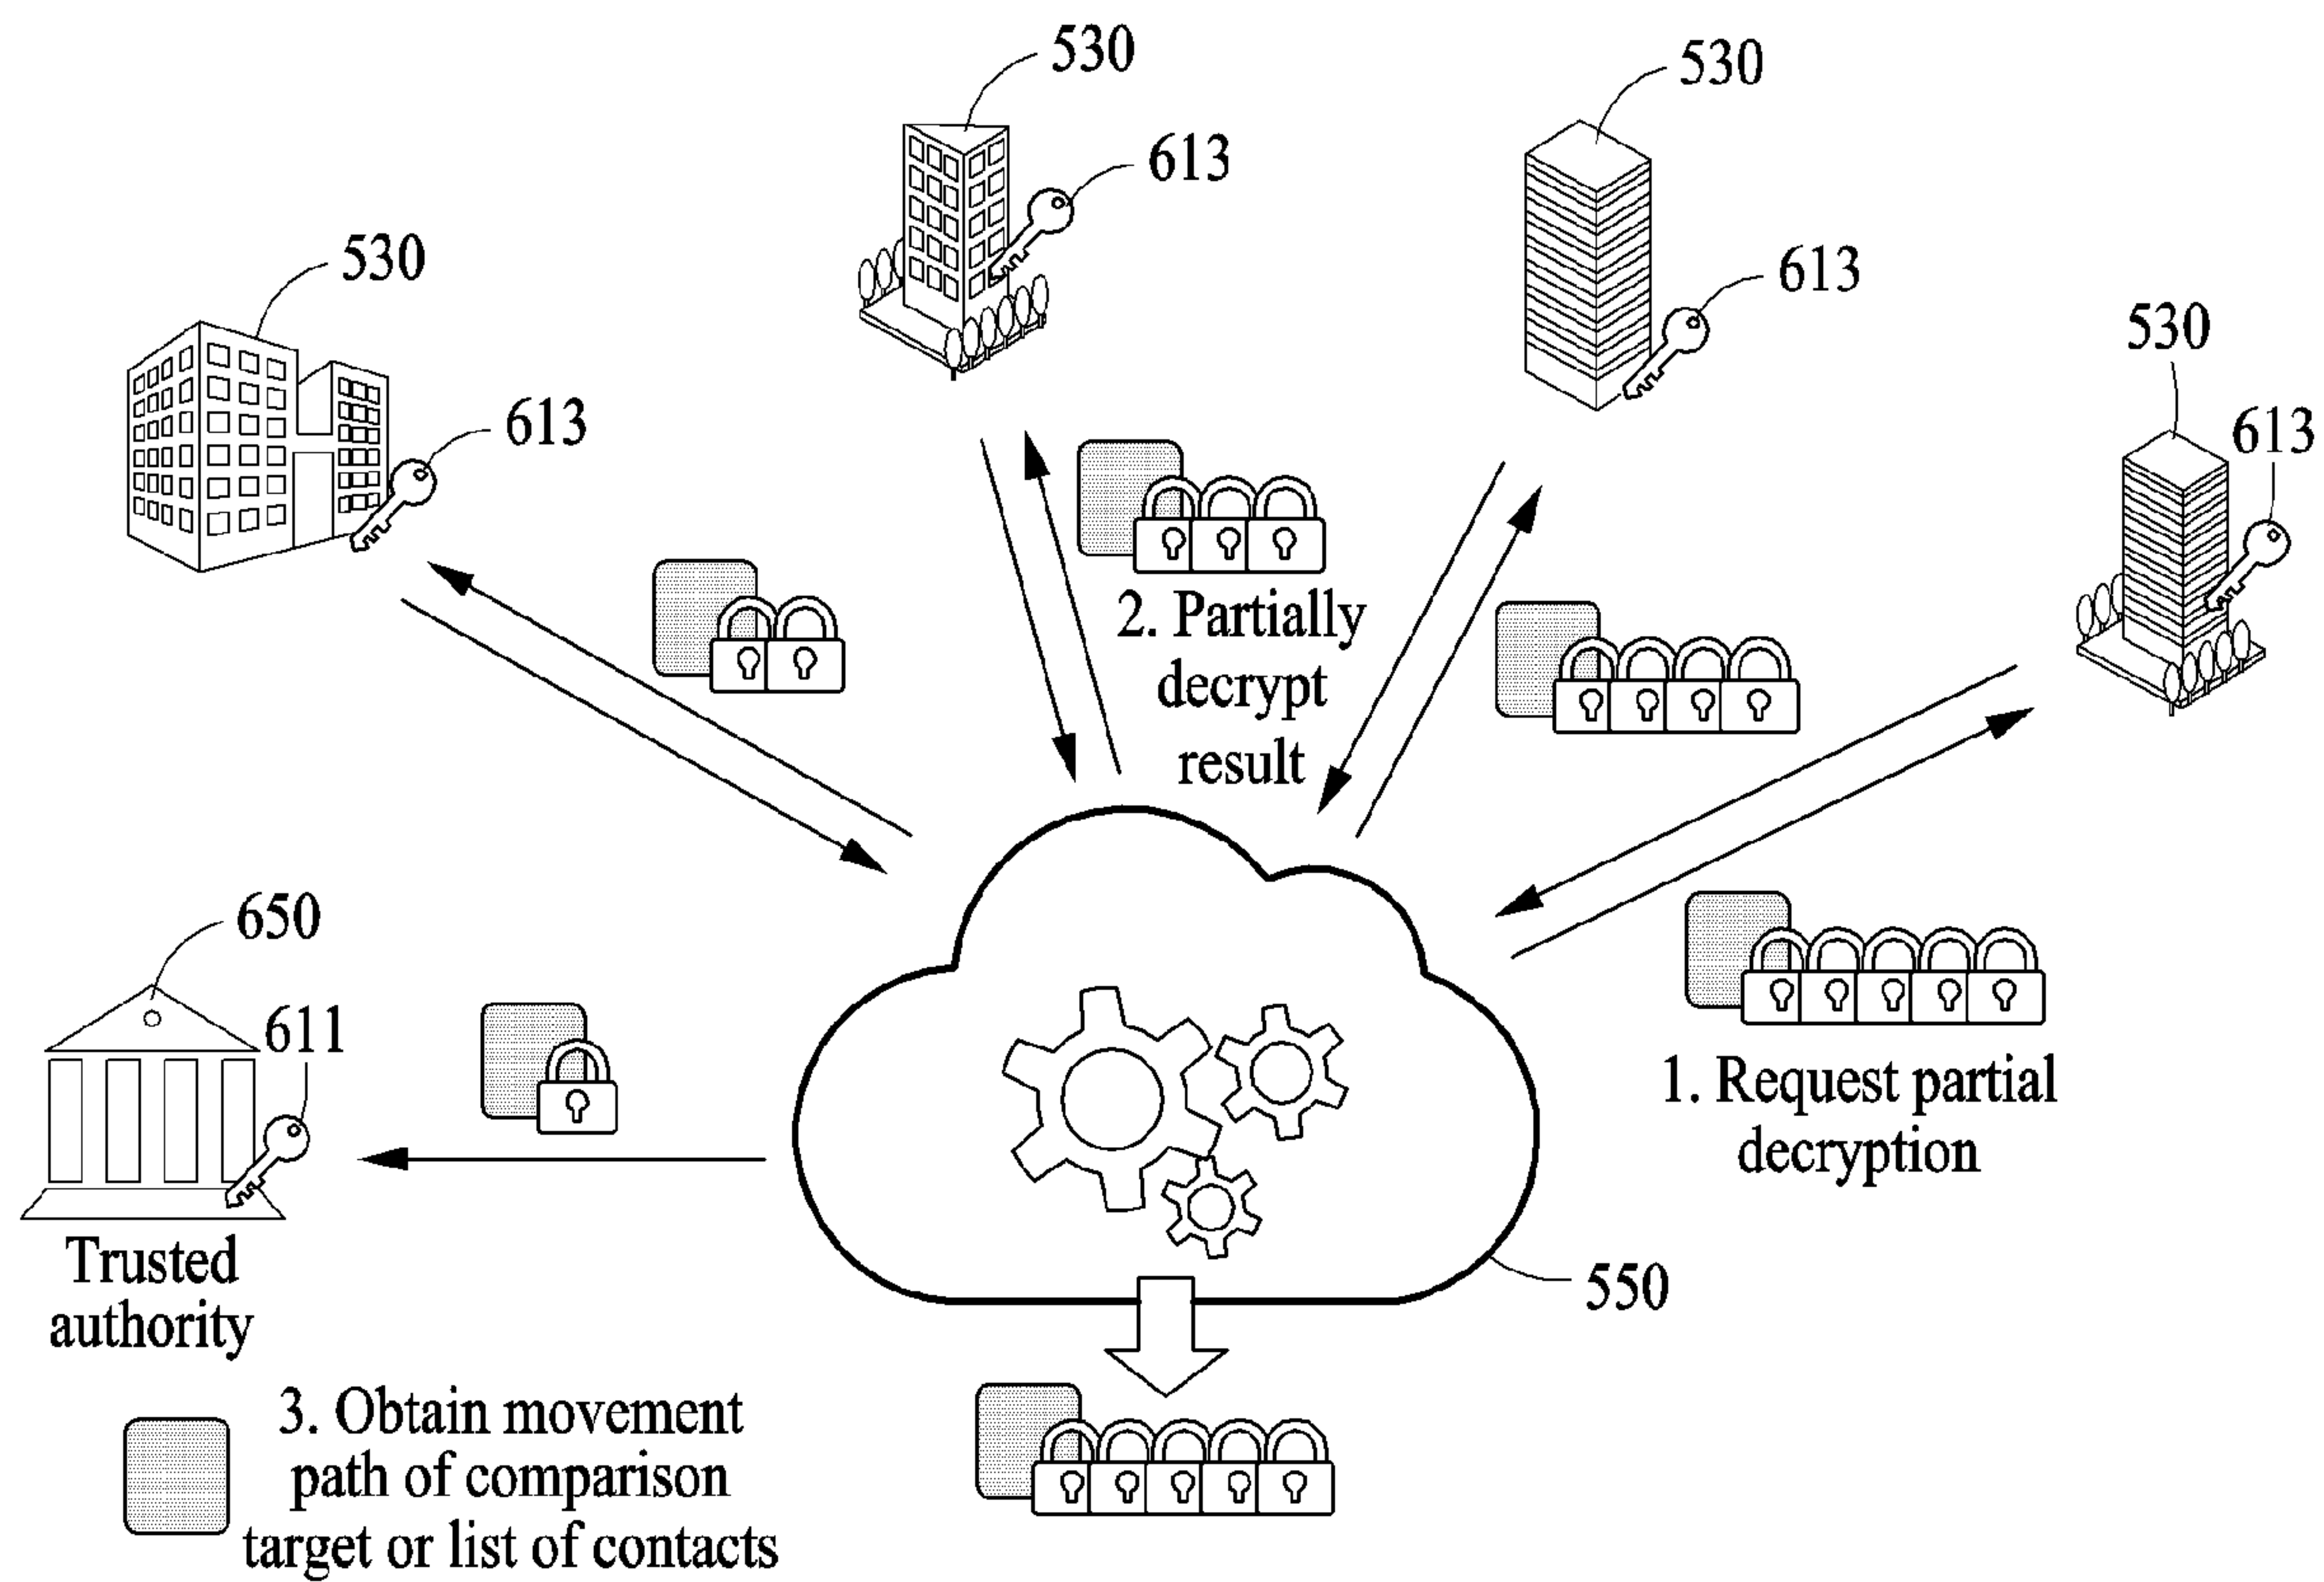 530
530
613
530
613
613
530
613
2. Partially
decrypt
result
650
611
1. Request partial
decryption
Trusted
authority
550
3. Obtain movement
path of comparison
target or list of contacts